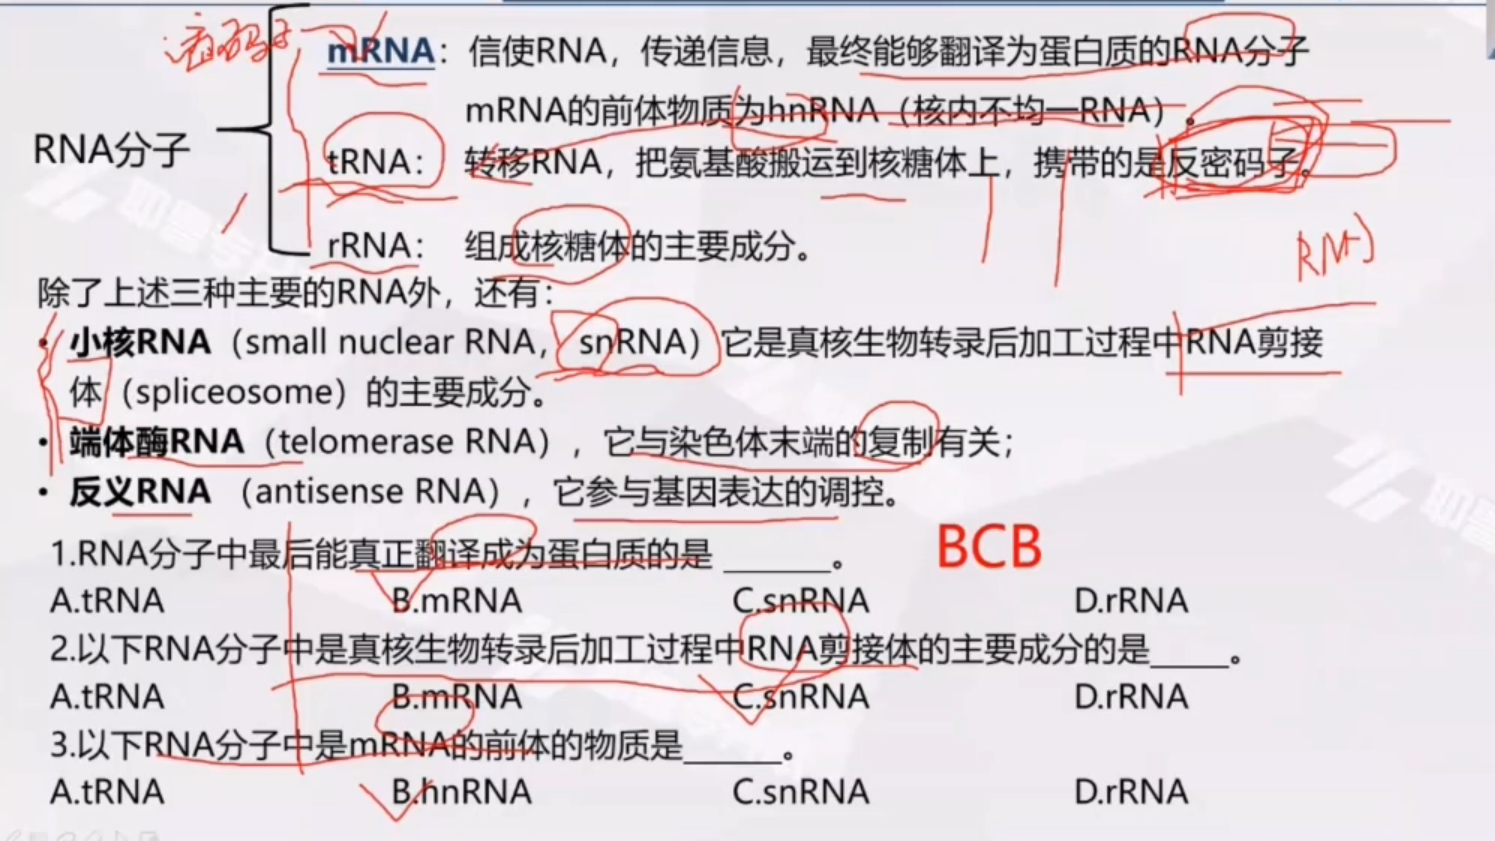 mRNA：信使RNA，传递信息，最终能够翻译为蛋白质的RNA分子
mRNA的前体物质为hnRNA（核内不均一RNA）。
RNA分子
tRNA：转移RNA，把氨基酸搬运到核糖体上，携带的是反密码子。
rRNA：组成核糖体的主要成分。
除了上述三种主要的RNA外，还有：
• 小核RNA（small nuclear RNA，snRNA）它是真核生物转录后加工过程中RNA剪接
体（spliceosome）的主要成分。
• 端体酶RNA（telomerase RNA），它与染色体末端的复制有关；
• 反义RNA （antisense RNA），它参与基因表达的调控。
1.RNA分子中最后能真正翻译成为蛋白质的是 ______。
BCB
A.tRNA B.mRNA C.snRNA D.rRNA
2.以下RNA分子中是真核生物转录后加工过程中RNA剪接体的主要成分的是_____。
A.tRNA B.mRNA C.snRNA D.rRNA
3.以下RNA分子中是mRNA的前体的物质是______。
A.tRNA B.hnRNA C.snRNA D.rRNA